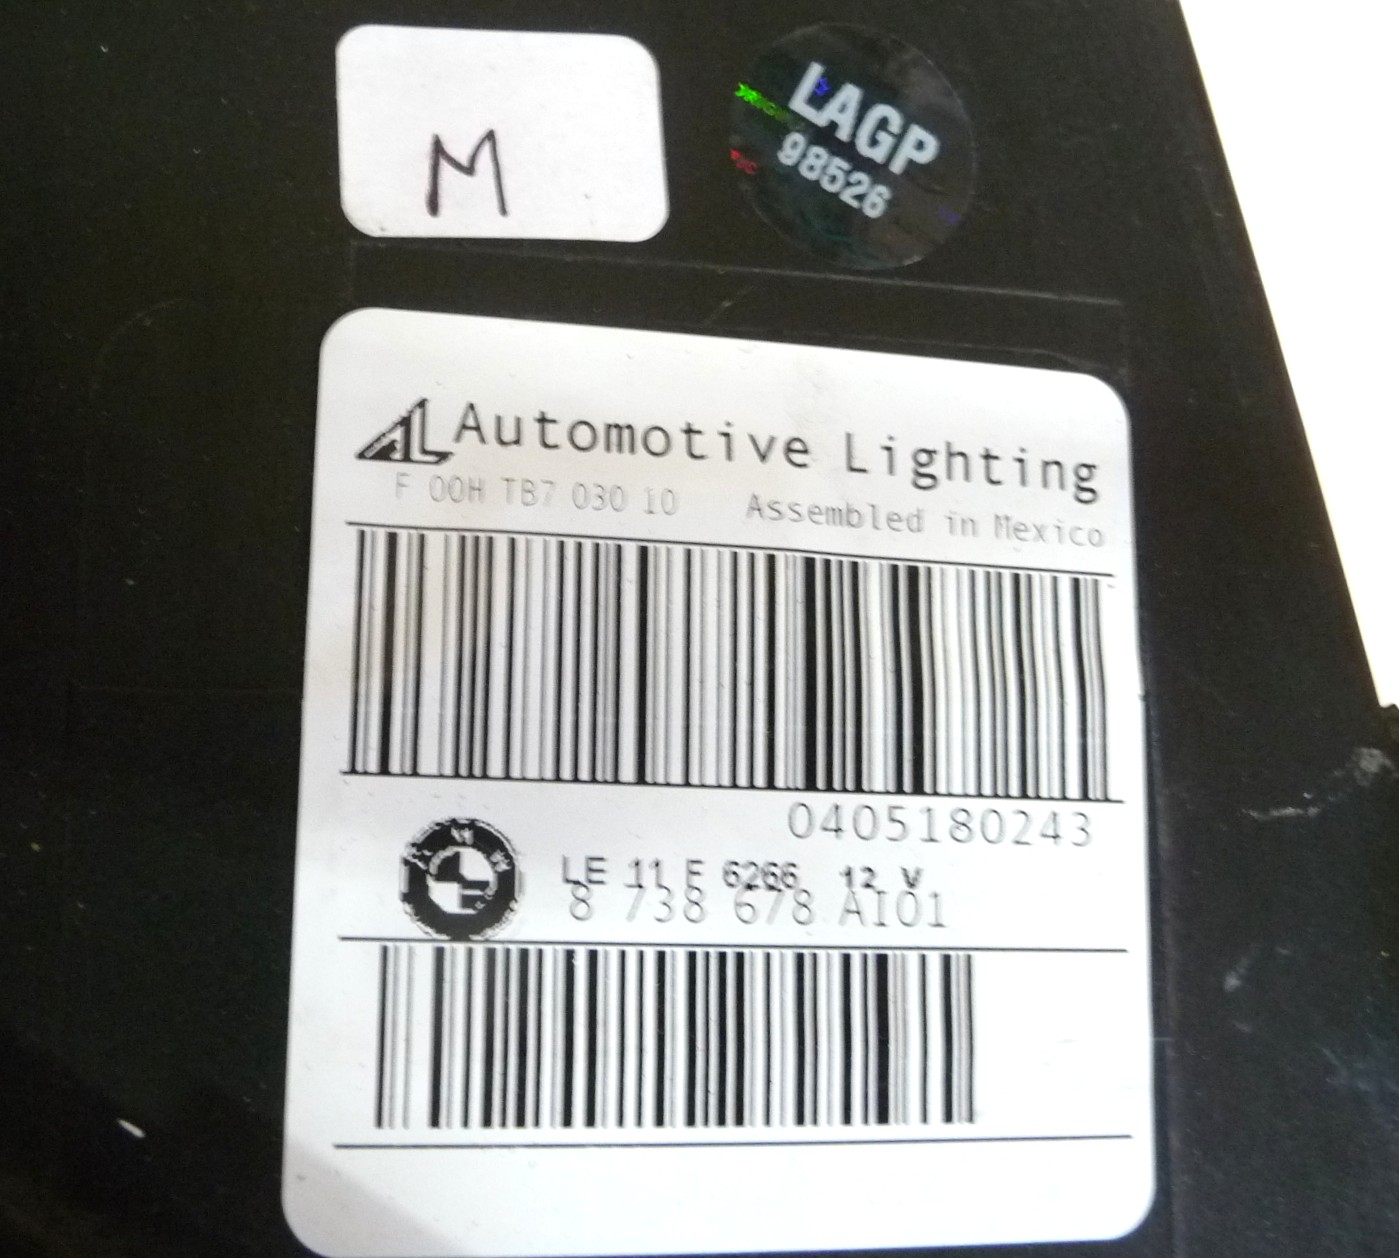 M
LAGP
98526
AL Automotive Lighting
F 00H TB7 030 10 Assembled in Mexico
0405180243
LE 11 E 6266 12 V
8 738 678 AI01